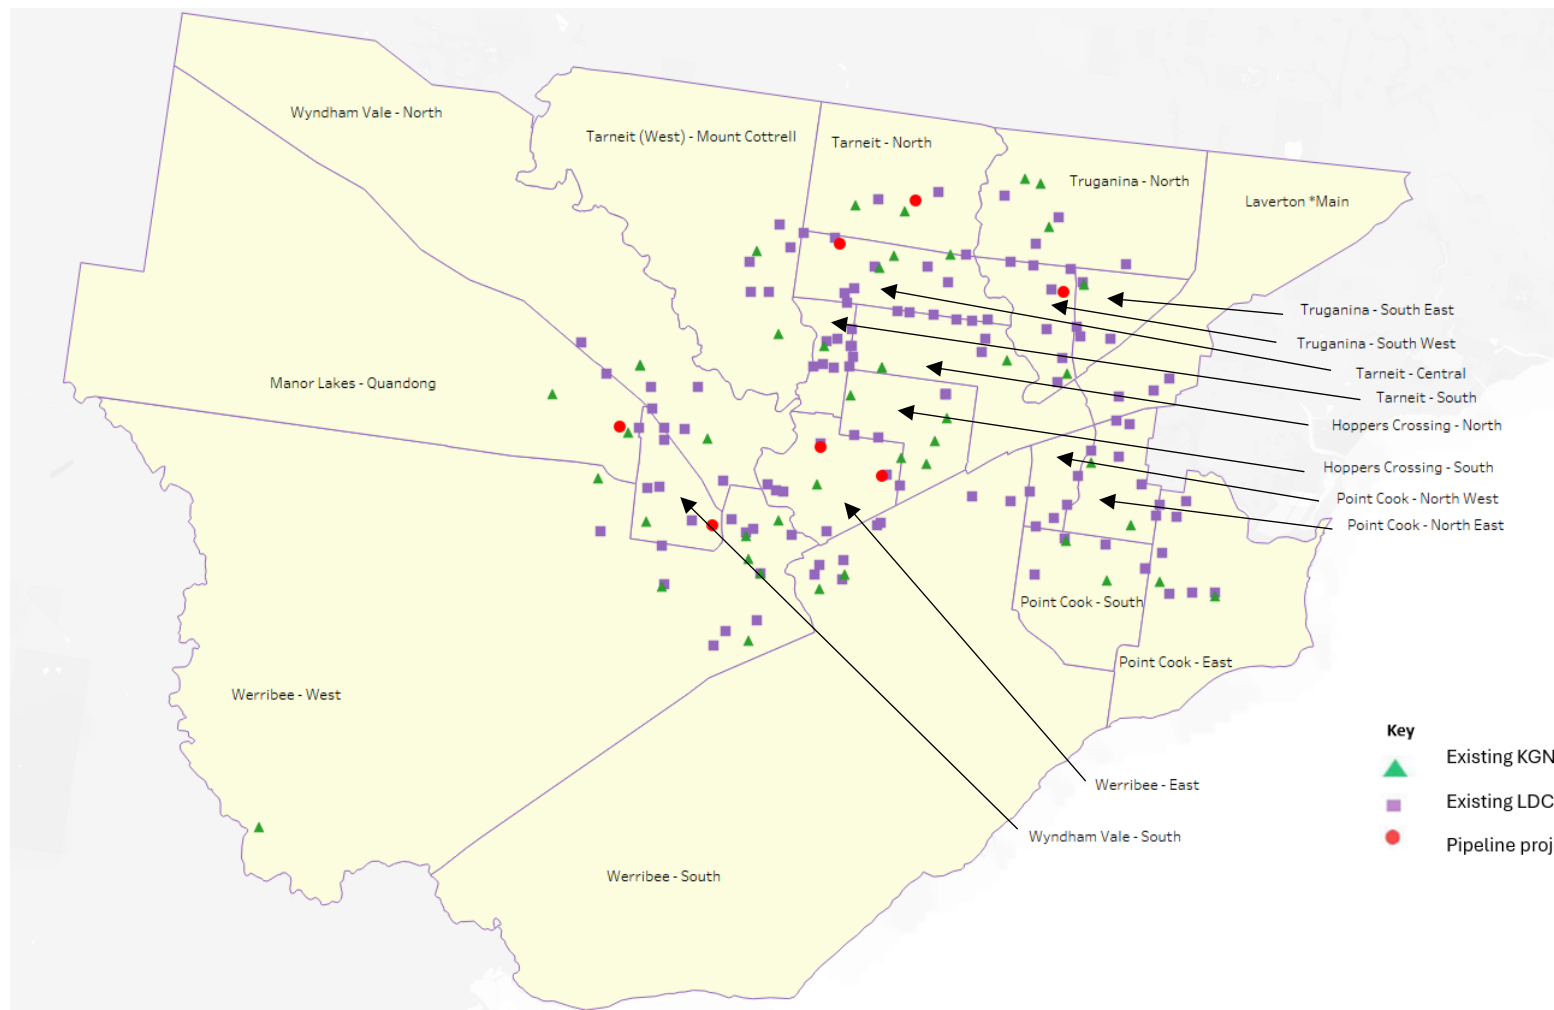 Wyndham Vale - North
Tarneit (West) - Mount Cottrell
Tarneit - North
Truganina - North
Laverton *Main
Truganina - South East
Truganina - South West
Tarneit - Central
Manor Lakes - Quandong
Tarneit - South
Hoppers Crossing - North
Hoppers Crossing - South
Point Cook - North West
Point Cook - North East
Point Cook - South
Point Cook - East
Werribee - West
Key
Existing KGN
Werribee - East
Existing LDC
Wyndham Vale - South
Pipeline proj
Werribee - South